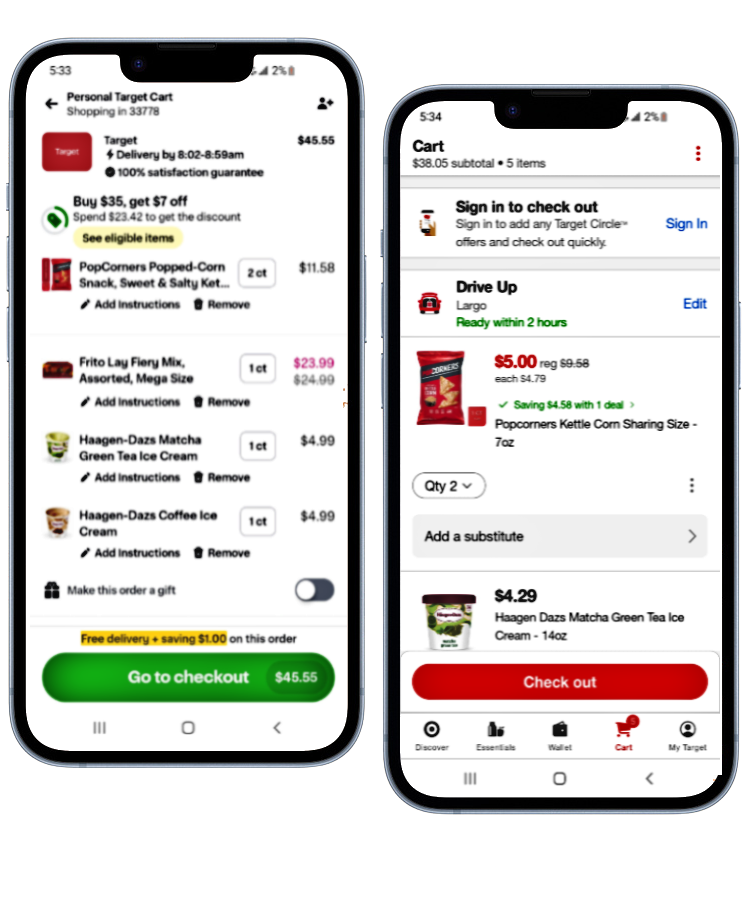 5:33
2%
Personal Target Cart
Shopping in 33778
Target
Target
$45.55
Delivery by 8:02-8:59am
100% satisfaction guarantee
Buy $35, get $7 off
Spend $23.42 to get the discount
See eligible items
PopCorners Popped-Corn
Snack, Sweet & Salty Ket...
2 ct
$11.58
Add Instructions
Remove
Frito Lay Fiery Mix,
Assorted, Mega Size
1 ct
$23.99
$24.99
Add Instructions
Remove
Haagen-Dazs Matcha
Green Tea Ice Cream
1 ct
$4.99
Add Instructions
Remove
Haagen-Dazs Coffee Ice
Cream
1 ct
$4.99
Add Instructions
Remove
Make this order a gift
Free delivery + saving $1.00 on this order
Go to checkout
$45.55
5:34
2%
Cart
$38.05 subtotal • 5 items
Sign in to check out
Sign in to add any Target Circle™
offers and check out quickly.
Sign In
Drive Up
Largo
Ready within 2 hours
Edit
$5.00 reg $9.58
each $4.79
Saving $4.58 with 1 deal
Popcorners Kettle Corn Sharing Size -
7oz
Qty 2
Add a substitute
$4.29
Haagen Dazs Matcha Green Tea Ice
Cream - 14oz
Check out
5
Discover
Essentials
Wallet
Cart
My Target